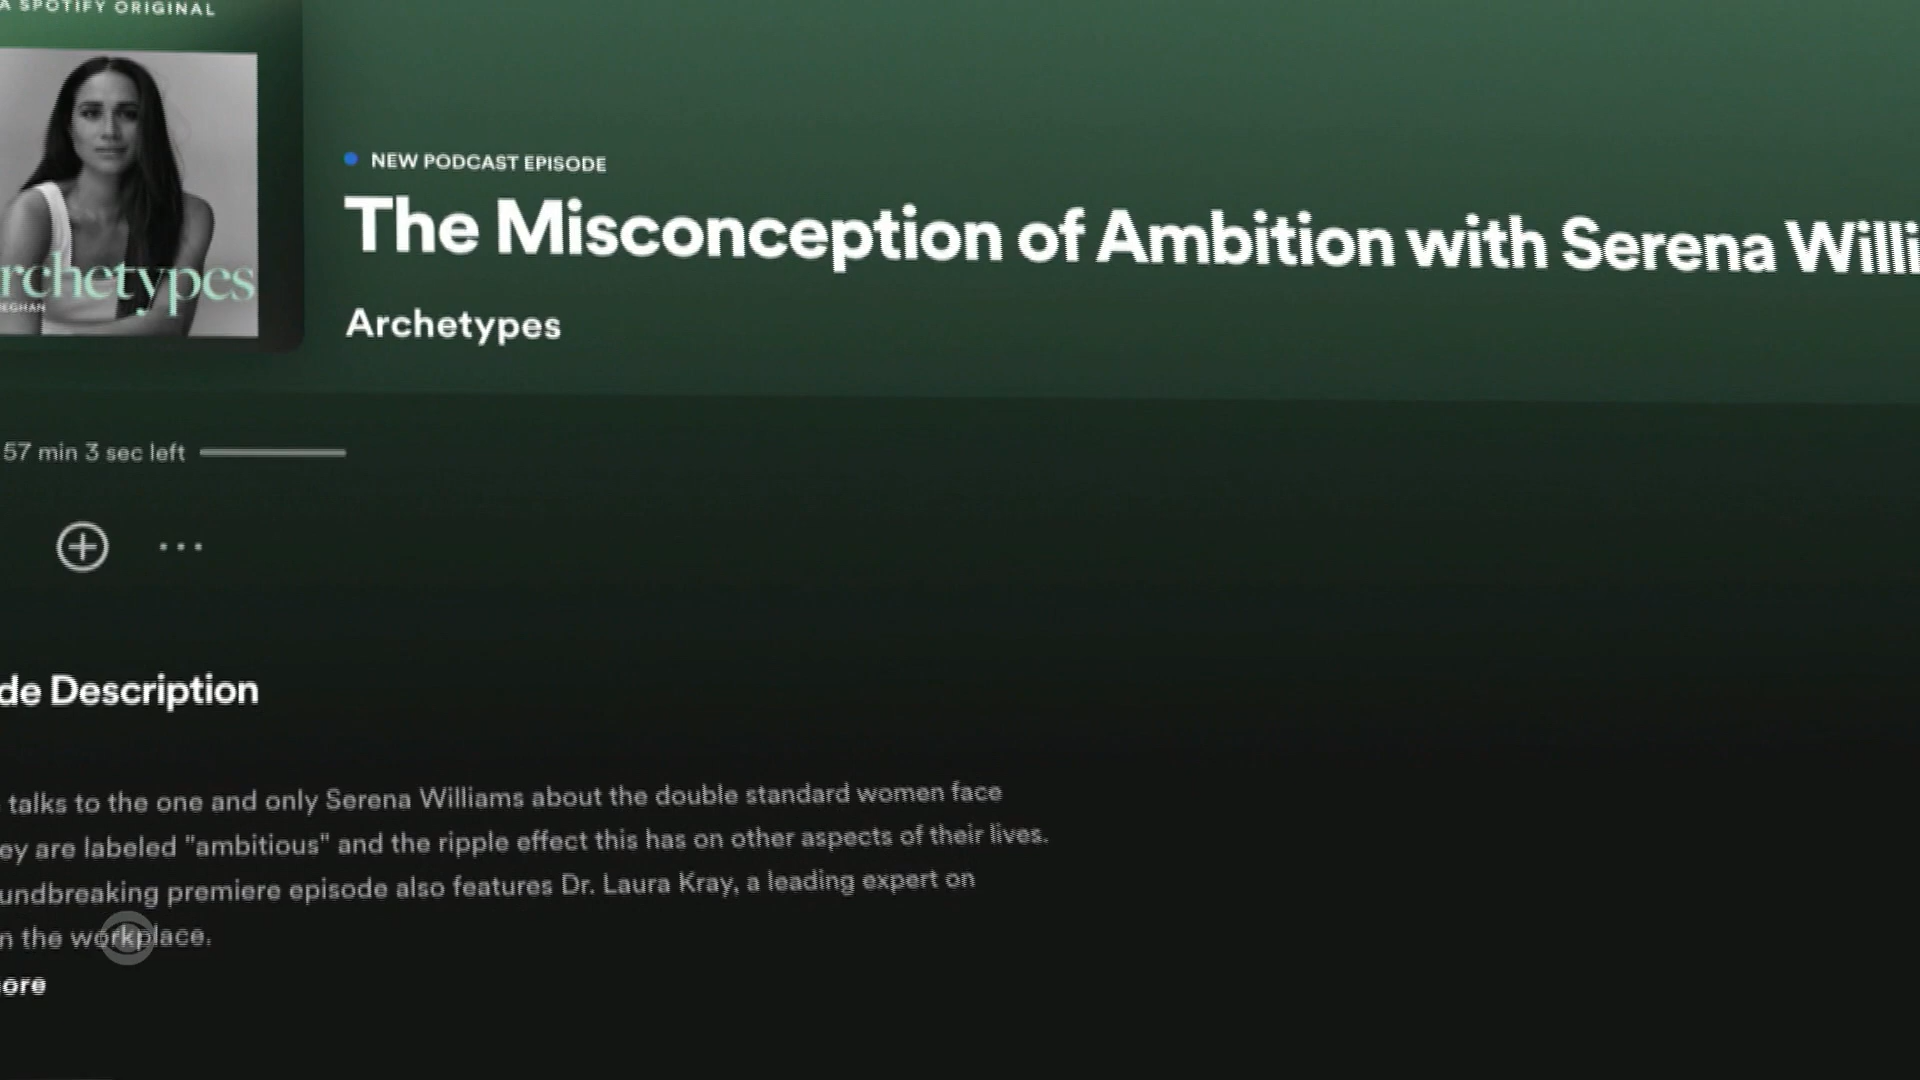 A SPOTIFY ORIGINAL
rchetypes
EGHAN
NEW PODCAST EPISODE
The Misconception of Ambition with Serena Willi
Archetypes
57 min 3 sec left
de Description
talks to the one and only Serena Williams about the double standard women face
ey are labeled "ambitious" and the ripple effect this has on other aspects of their lives.
undbreaking premiere episode also features Dr. Laura Kray, a leading expert on
n the workplace.
ore